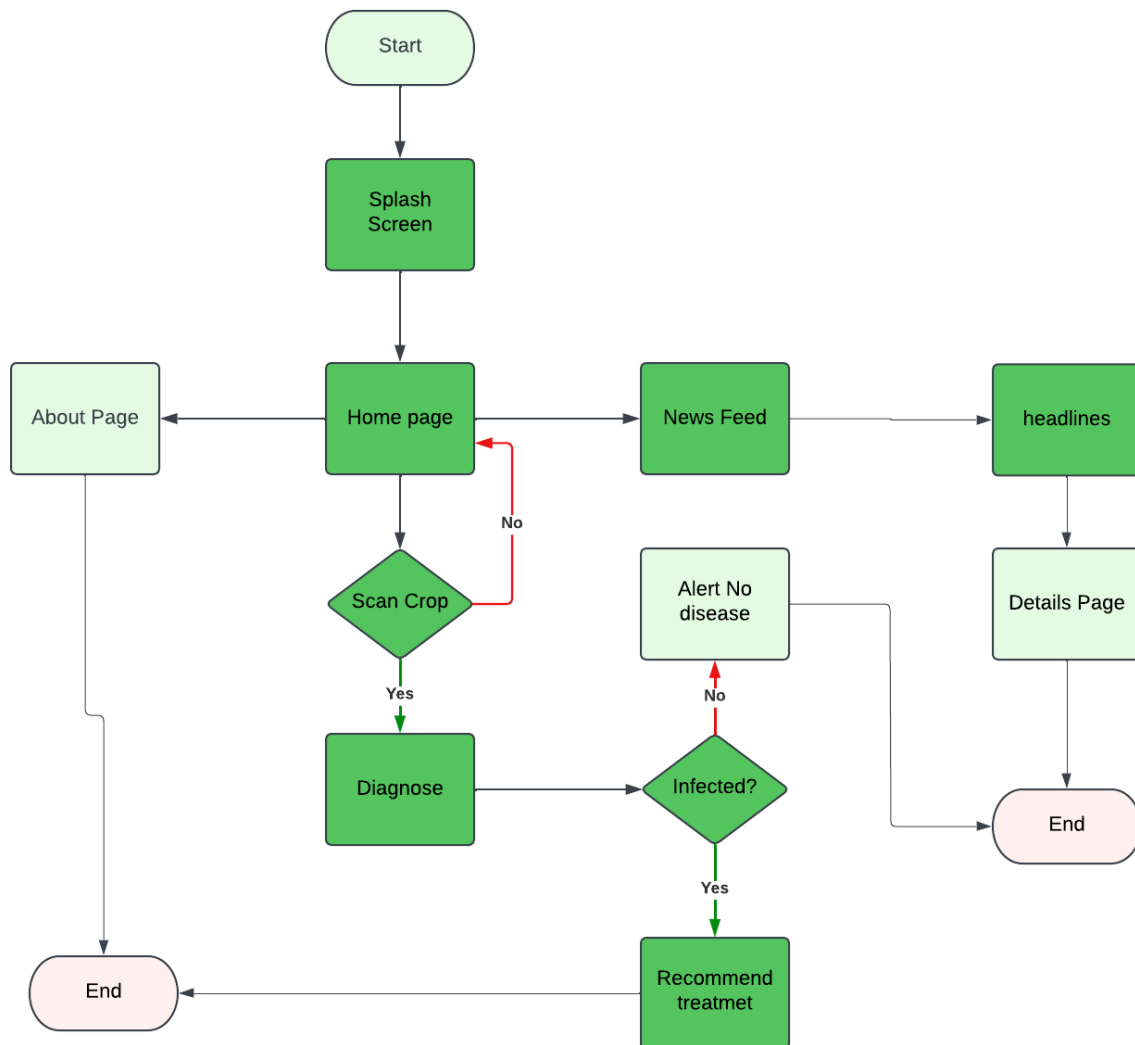 Start
Splash
Screen
About Page
Home page
News Feed
headlines
No
Scan Crop
Alert No
disease
Details Page
Yes
No
Diagnose
Infected?
End
Yes
End
Recommend
treatmet